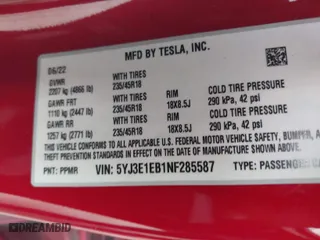 MFD BY TESLA, INC.
06/22
GVWR
2207 kg (4866 lb)
WITH TIRES
235/45R18
GAWR FRT
1110 kg (2447 lb)
WITH TIRES
235/45R18
RIM
18X8.5J
COLD TIRE PRESSURE
290 kPa, 42 psi
GAWR RR
1257 kg (2771 lb)
WITH TIRES
235/45R18
RIM
18X8.5J
COLD TIRE PRESSURE
290 kPa, 42 psi
THIS VEHICLE CONFORMS TO ALL APPLICABLE U.S. FEDERAL MOTOR VEHICLE SAFETY, BUMPER,
THEFT PREVENTION STANDARDS IN EFFECT ON THE DATE OF MANUFACTURE
PNT: PPMR VIN: 5YJ3E1EB1NF285587 TYPE: PASSENGER
DREAMBID